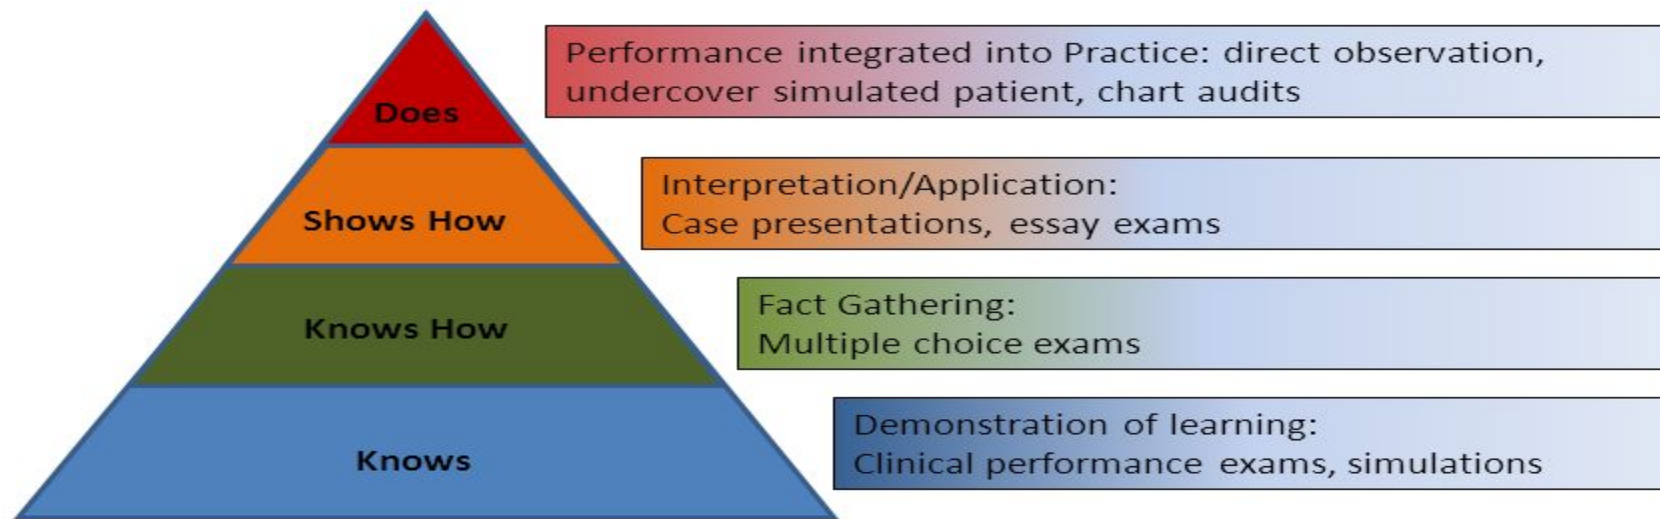 Does
Performance integrated into Practice: direct observation,
undercover simulated patient, chart audits
Shows How
Interpretation/Application:
Case presentations, essay exams
Knows How
Fact Gathering:
Multiple choice exams
Knows
Demonstration of learning:
Clinical performance exams, simulations